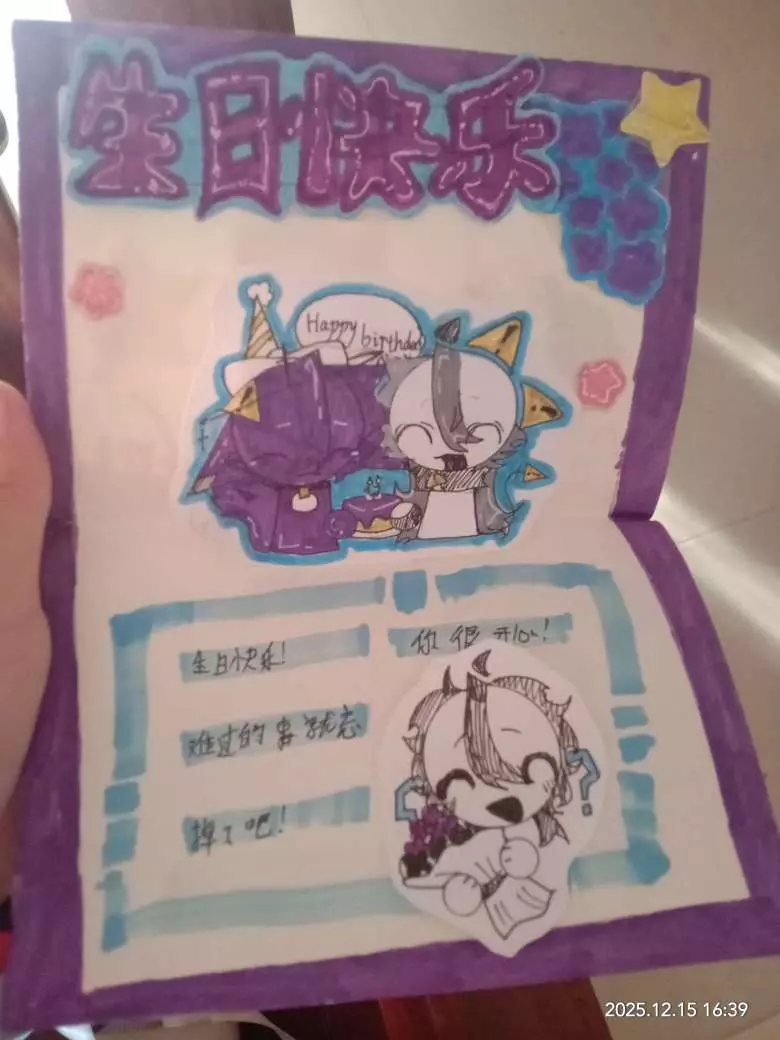 生日快乐
Happy
birthday
生日快乐!
难过的事就忘
掉了吧!
你很开心!
2025.12.15 16:39